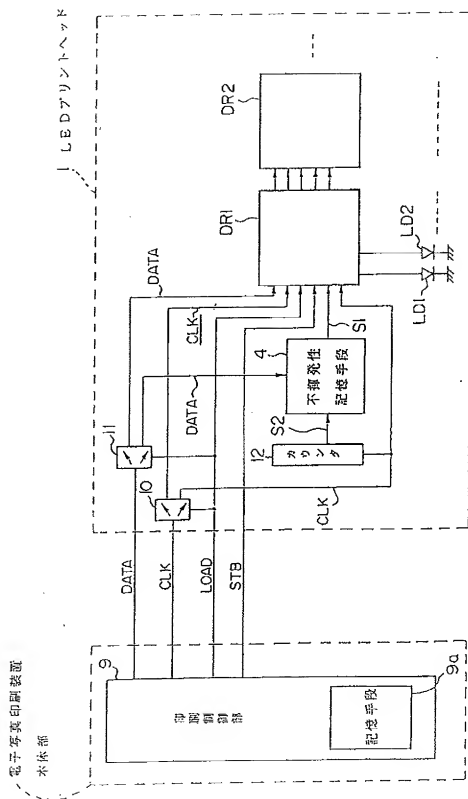 電子写真印刷装置
本体部
9
印刷制御部
記憶手段
9a
DATA
CLK
LOAD
STB
11
10
1 LEDプリントヘッド
DATA
CLK
DATA
4
不揮発性
記憶手段
S2
12
カウンタ
CLK
S1
DR1
DR2
LD1
LD2